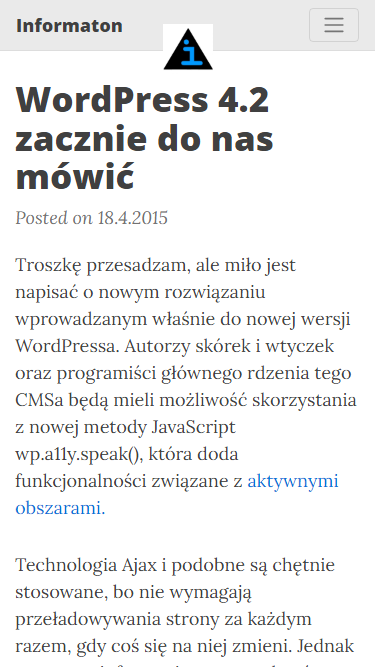 Informaton
WordPress 4.2
zacznie do nas
mówić
Posted on 18.4.2015
Troszkę przesadzam, ale miło jest
napisać o nowym rozwiązaniu
wprowadzanym właśnie do nowej wersji
WordPressa. Autorzy skórek i wtyczek
oraz programiści głównego rdzenia tego
CMSa będą mieli możliwość skorzystania
z nowej metody JavaScript
wp.a11y.speak(), która doda
funkcjonalności związane z aktywnymi
obszarami.
Technologia Ajax i podobne są chętnie
stosowane, bo nie wymagają
przeładowywania strony za każdym
razem, gdy coś się na niej zmieni. Jednak